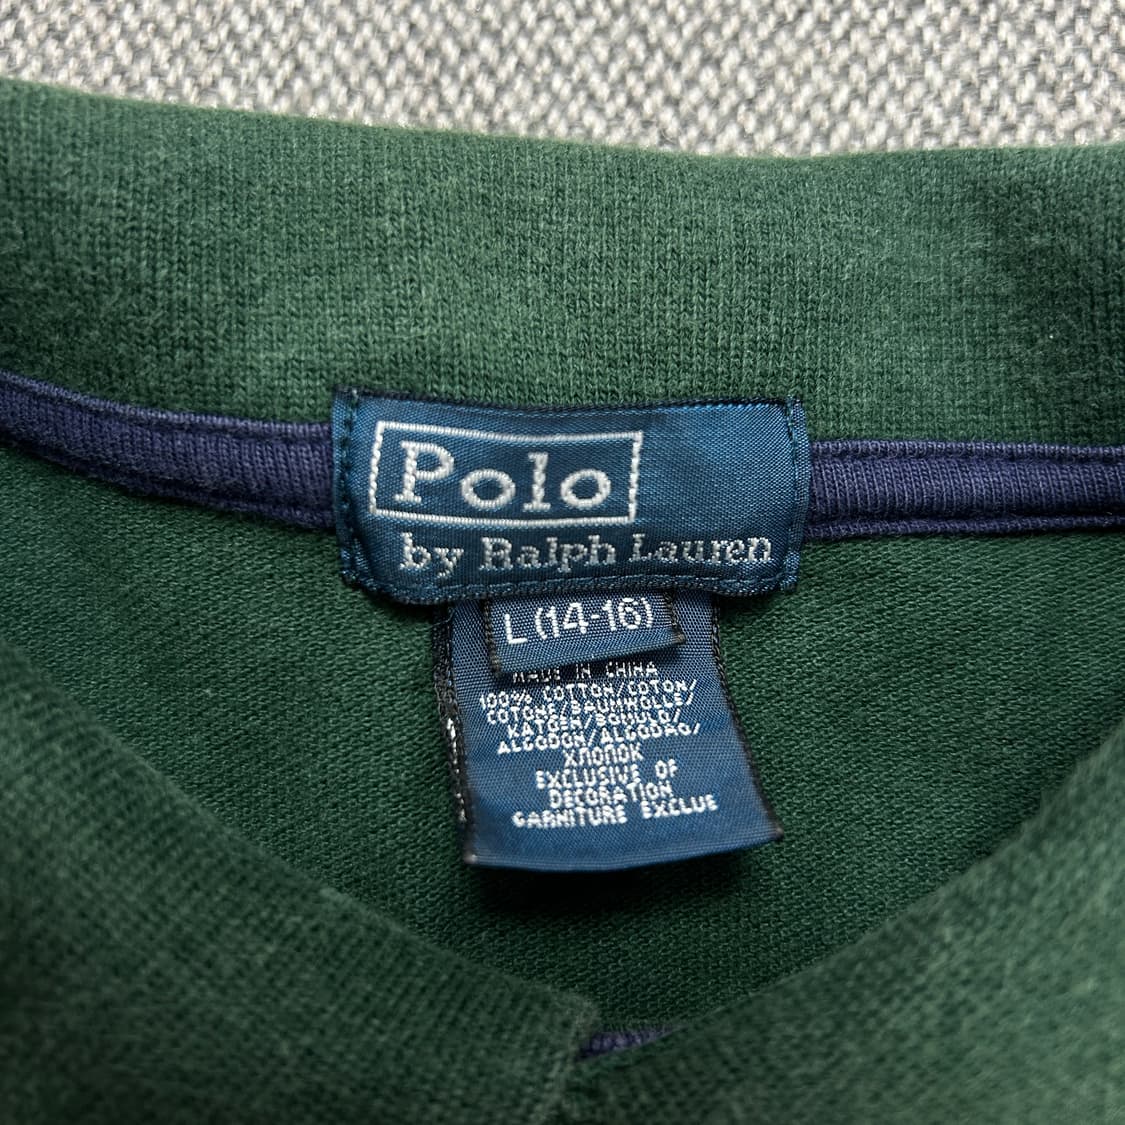 Polo
by Ralph Lauren
L (14-16)
MADE IN CHINA
100% COTTON/COTON/
COTONE/BAUMWOLLE/
KATOEN/BOMULD/
ALGODON/ALGODAO/
ХЛОПОК
EXCLUSIVE OF
DECORATION
GARNITURE EXCLUE